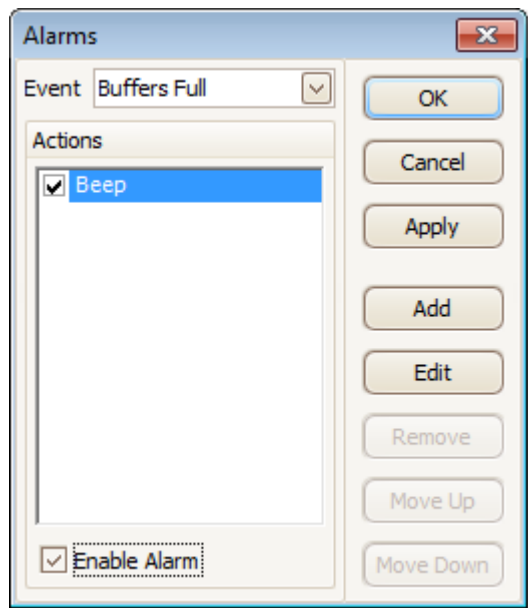 Alarms
Event Buffers Full
Actions
Beep
Enable Alarm
OK
Cancel
Apply
Add
Edit
Remove
Move Up
Move Down